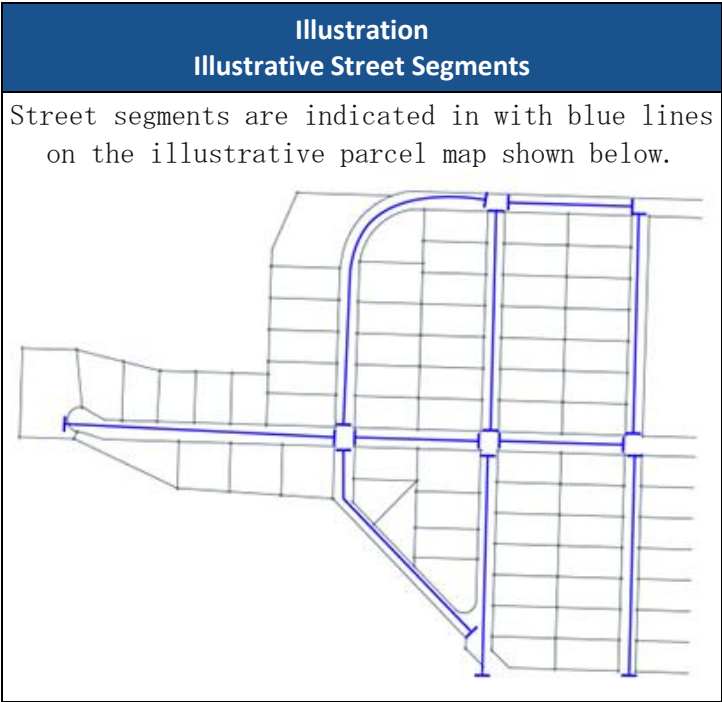 Illustration
Illustrative Street Segments
Street segments are indicated in with blue lines
on the illustrative parcel map shown below.